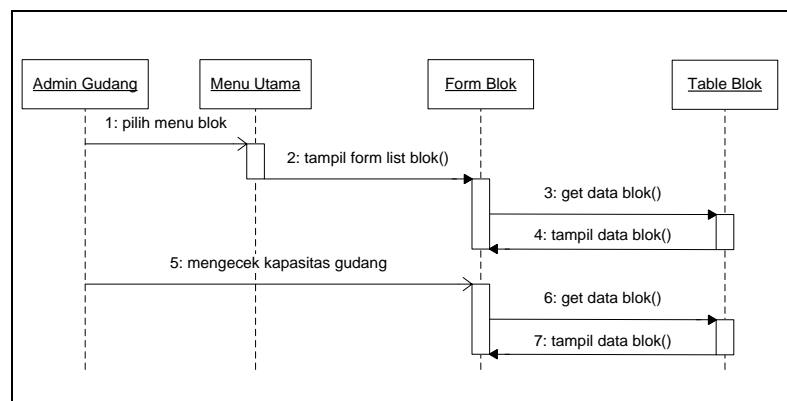 Admin Gudang
Menu Utama
Form Blok
Table Blok
1: pilih menu blok
2: tampil form list blok()
3: get data blok()
4: tampil data blok()
5: mengecek kapasitas gudang
6: get data blok()
7: tampil data blok()